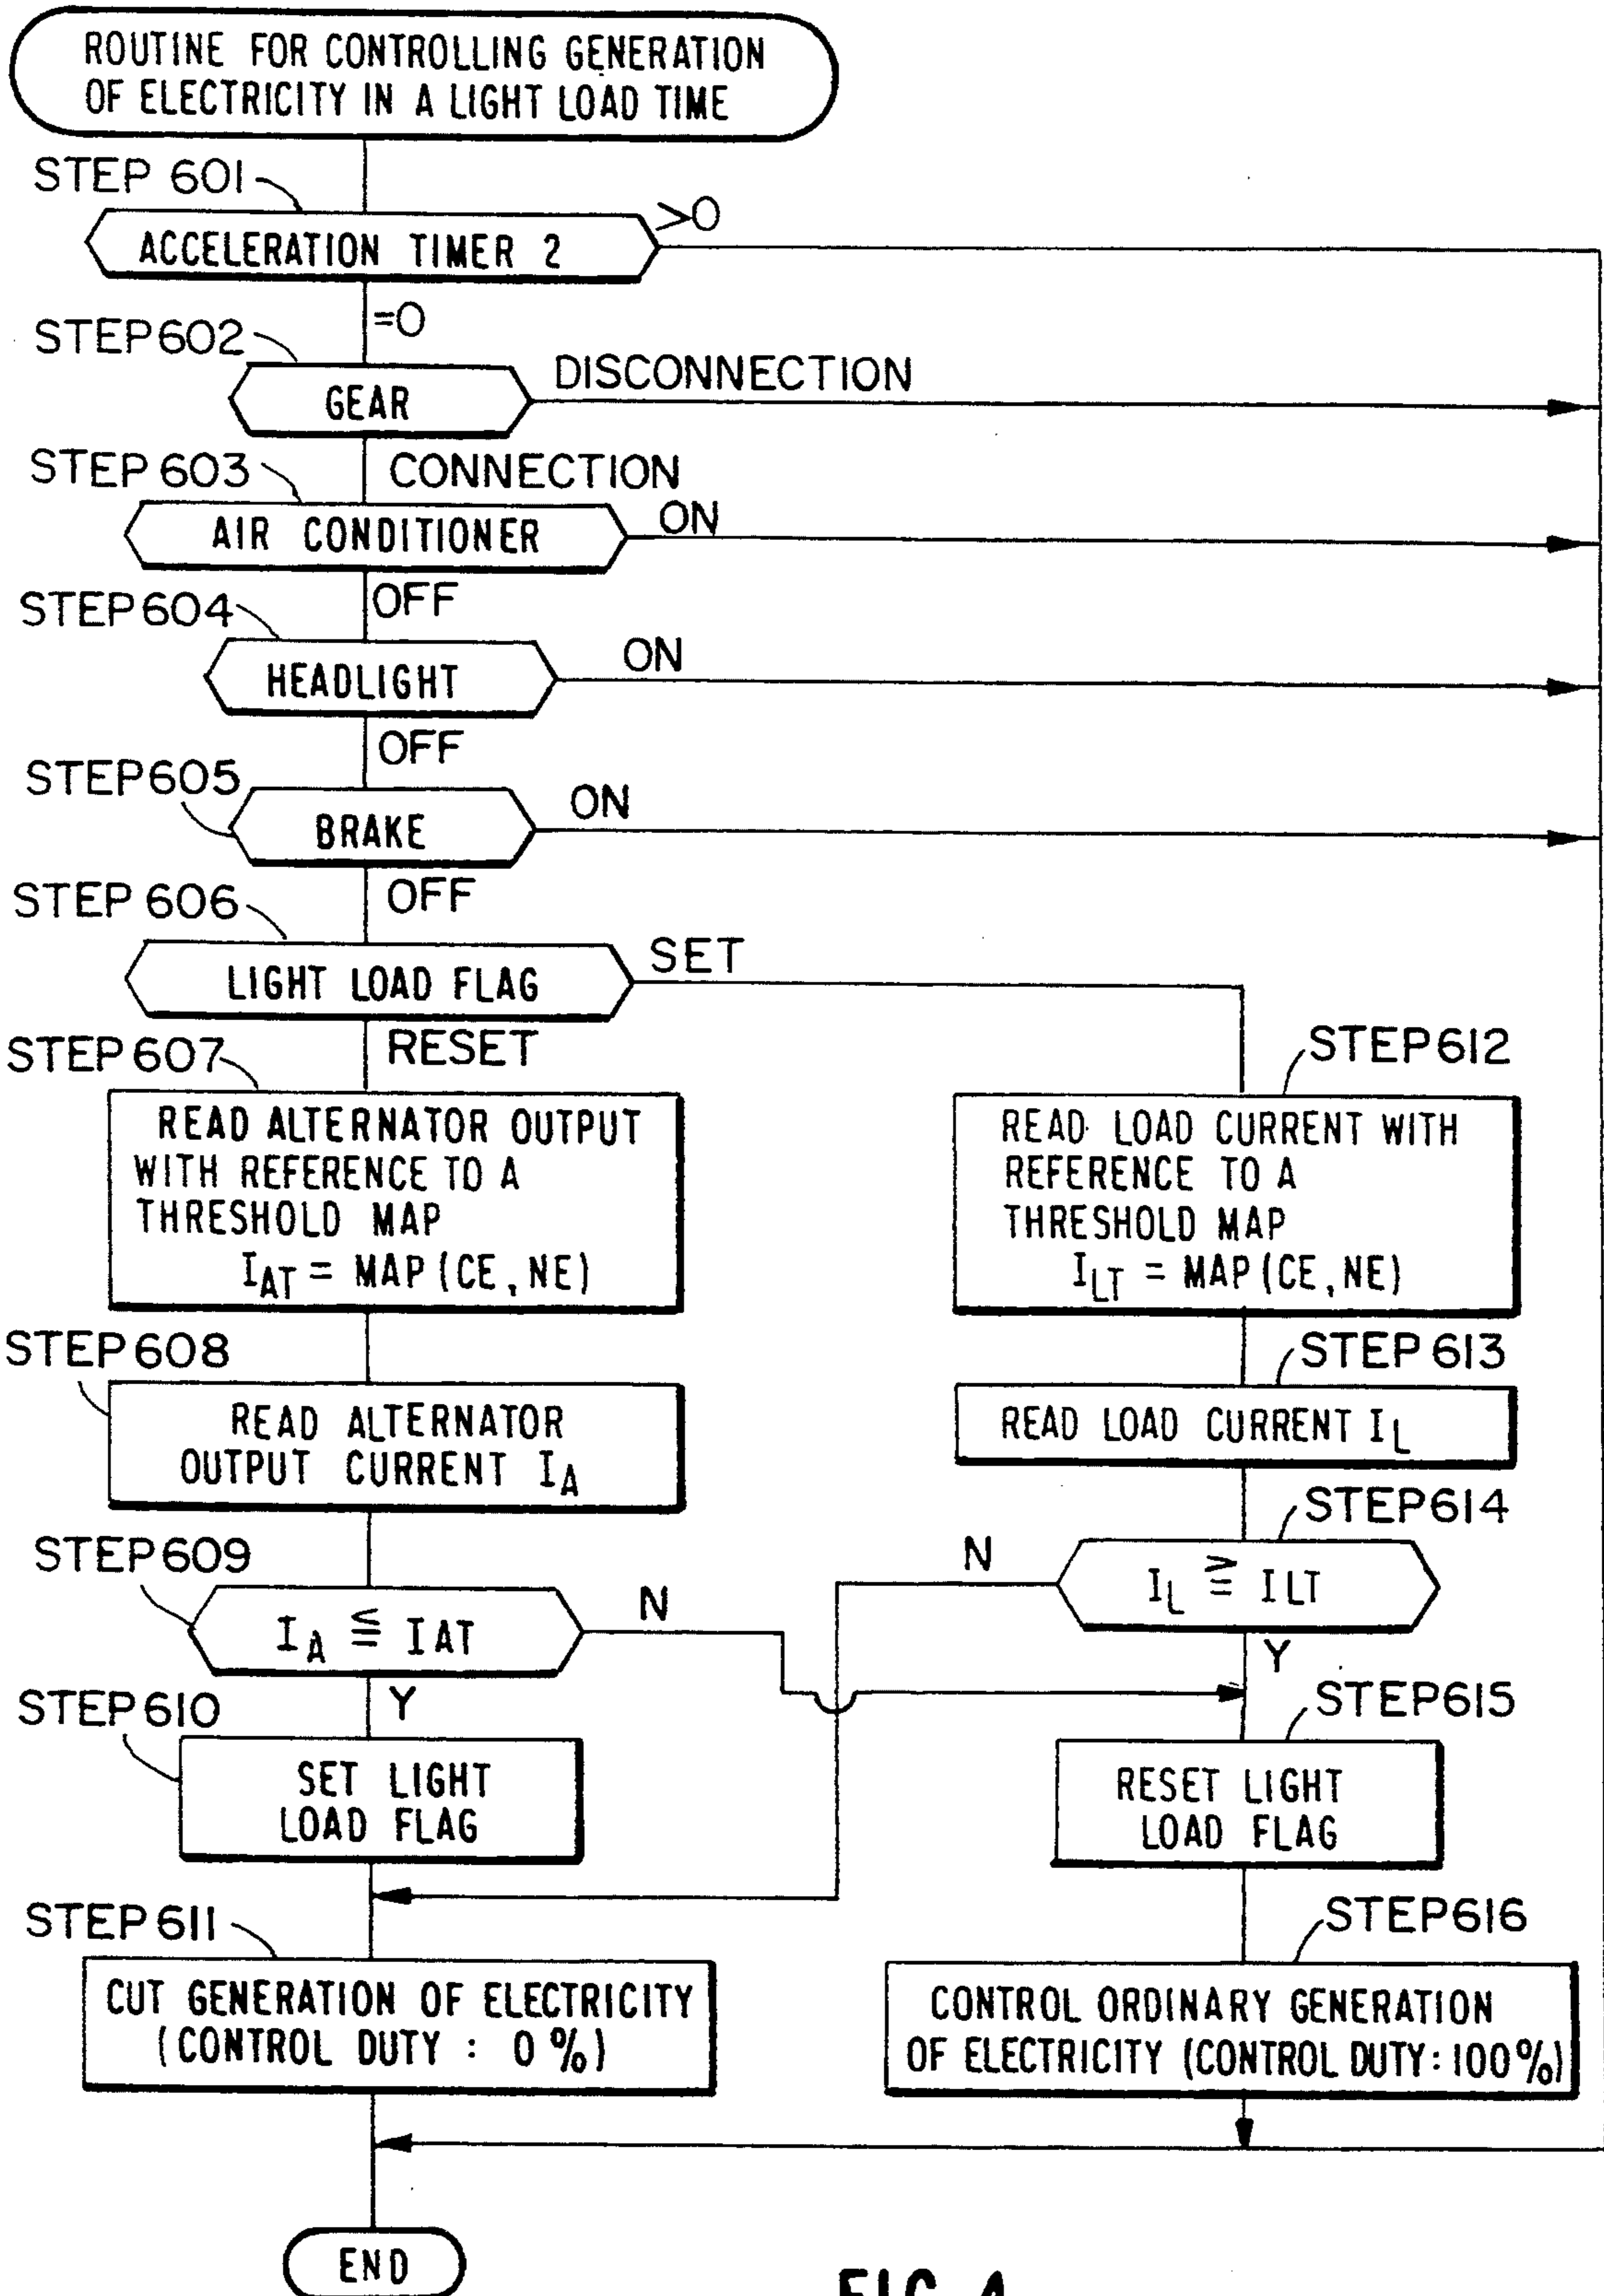 ROUTINE FOR CONTROLLING GENERATION
OF ELECTRICITY IN A LIGHT LOAD TIME
STEP 601
>0
ACCELERATION TIMER 2
=0
STEP602
DISCONNECTION
GEAR
STEP 603
CONNECTION
ON
AIR CONDITIONER
OFF
STEP604
ON
HEADLIGHT
OFF
STEP605
ON
BRAKE
OFF
STEP 606
SET
LIGHT LOAD FLAG
RESET
STEP607
READ ALTERNATOR OUTPUT
WITH REFERENCE TO A
THRESHOLD MAP
IAT = MAP (CE, NE)
STEP612
READ LOAD CURRENT WITH
REFERENCE TO A
THRESHOLD MAP
ILT = MAP (CE, NE)
STEP608
READ ALTERNATOR
OUTPUT CURRENT IA
STEP 613
READ LOAD CURRENT IL
STEP614
N
IL ≧ ILT
Y
STEP609
N
IA ≦ IAT
Y
STEP610
SET LIGHT
LOAD FLAG
STEP615
RESET LIGHT
LOAD FLAG
STEP611
CUT GENERATION OF ELECTRICITY
(CONTROL DUTY : 0 %)
STEP616
CONTROL ORDINARY GENERATION
OF ELECTRICITY (CONTROL DUTY: 100%)
END